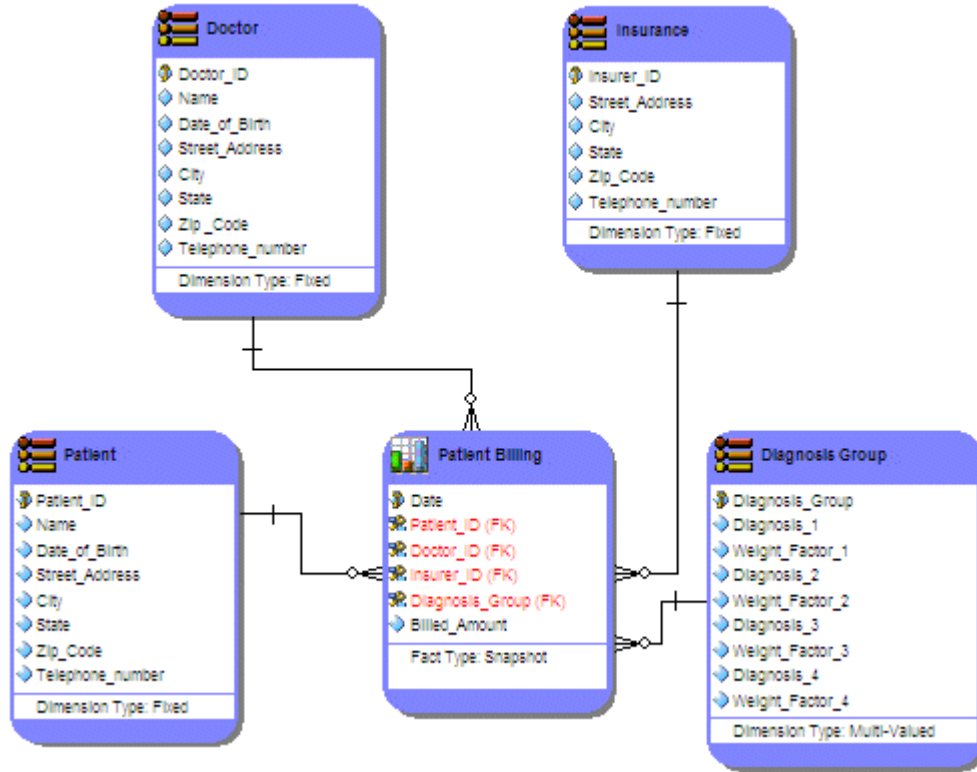 Doctor
Doctor_ID
Name
Date_of_Birth
Street_Address
City
State
Zip _Code
Telephone_number
Dimension Type: Fixed
Insurance
Insurer_ID
Street_Address
City
State
Zip_Code
Telephone_number
Dimension Type: Fixed
Patient
Patient_ID
Name
Date_of_Birth
Street_Address
City
State
Zip_Code
Telephone_number
Dimension Type: Fixed
Patient Billing
Date
Patient_ID (FK)
Doctor_ID (FK)
Insurer_ID (FK)
Diagnosis_Group (FK)
Billed_Amount
Fact Type: Snapshot
Diagnosis Group
Diagnosis_Group
Diagnosis_1
Weight_Factor_1
Diagnosis_2
Weight_Factor_2
Diagnosis_3
Weight_Factor_3
Diagnosis_4
Weight_Factor_4
Dimension Type: Multi-Valued